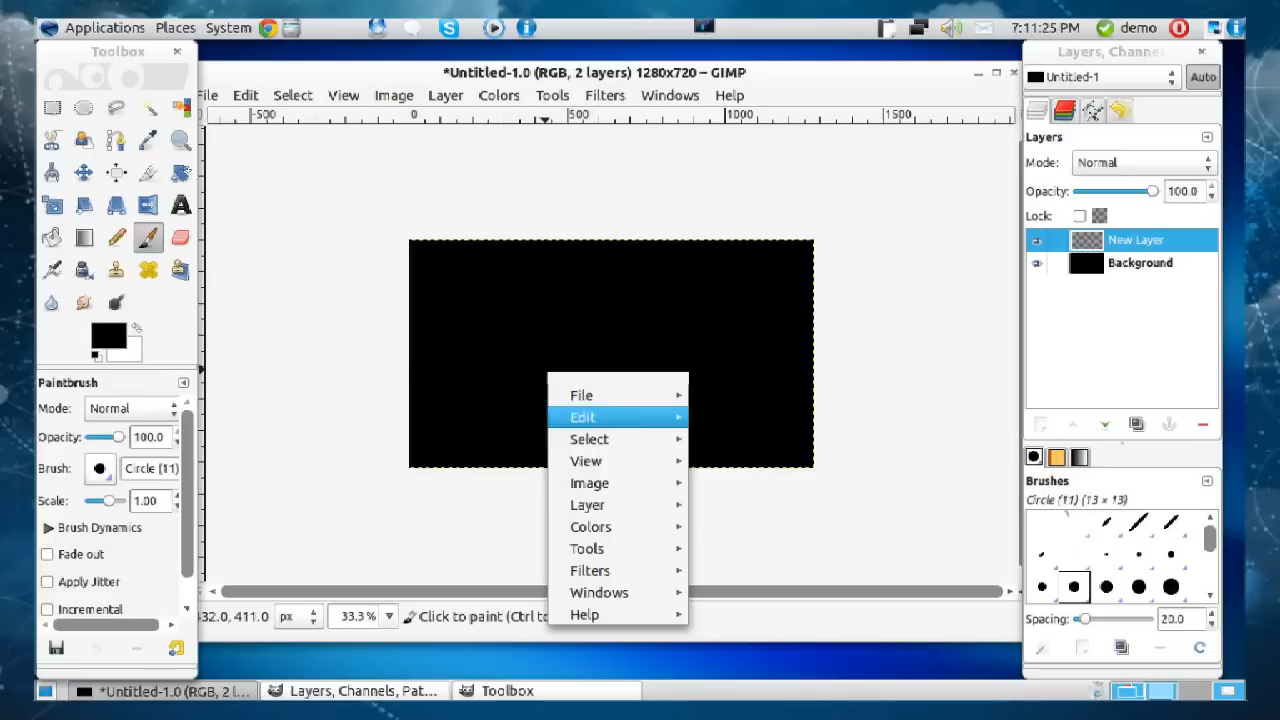 Applications Places System 7:11:25 PM demo
Toolbox
*Untitled-1.0 (RGB, 2 layers) 1280x720 – GIMP
Layers, Channel
Untitled-1 Auto
File Edit Select View Image Layer Colors Tools Filters Windows Help
-500 0 500 1000 1500
Layers
Mode: Normal
Opacity: 100.0
Lock:
New Layer
Background
Paintbrush
Mode: Normal
Opacity: 100.0
Brush: Circle (11)
Scale: 1.00
Brush Dynamics
Fade out
Apply Jitter
Incremental
File
Edit
Select
View
Image
Layer
Colors
Tools
Filters
Windows
Help
Brushes
Circle (11) (13 × 13)
Spacing: 20.0
432.0, 411.0 px 33.3% Click to paint (Ctrl to
*Untitled-1.0 (RGB, 2 l... Layers, Channels, Pat... Toolbox